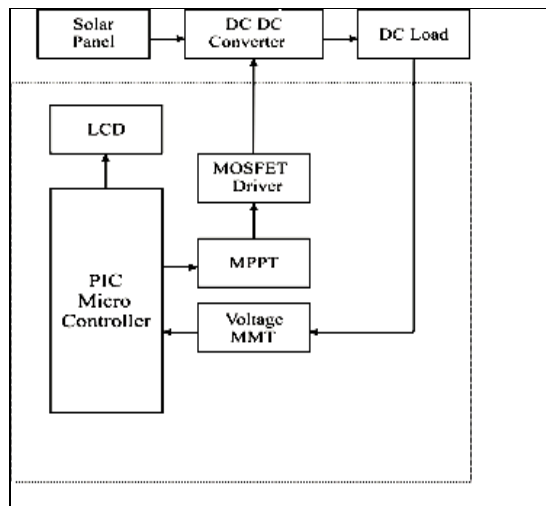 Solar
Panel
DC DC
Converter
DC Load
LCD
MOSFET
Driver
MPPT
PIC
Micro
Controller
Voltage
MMT